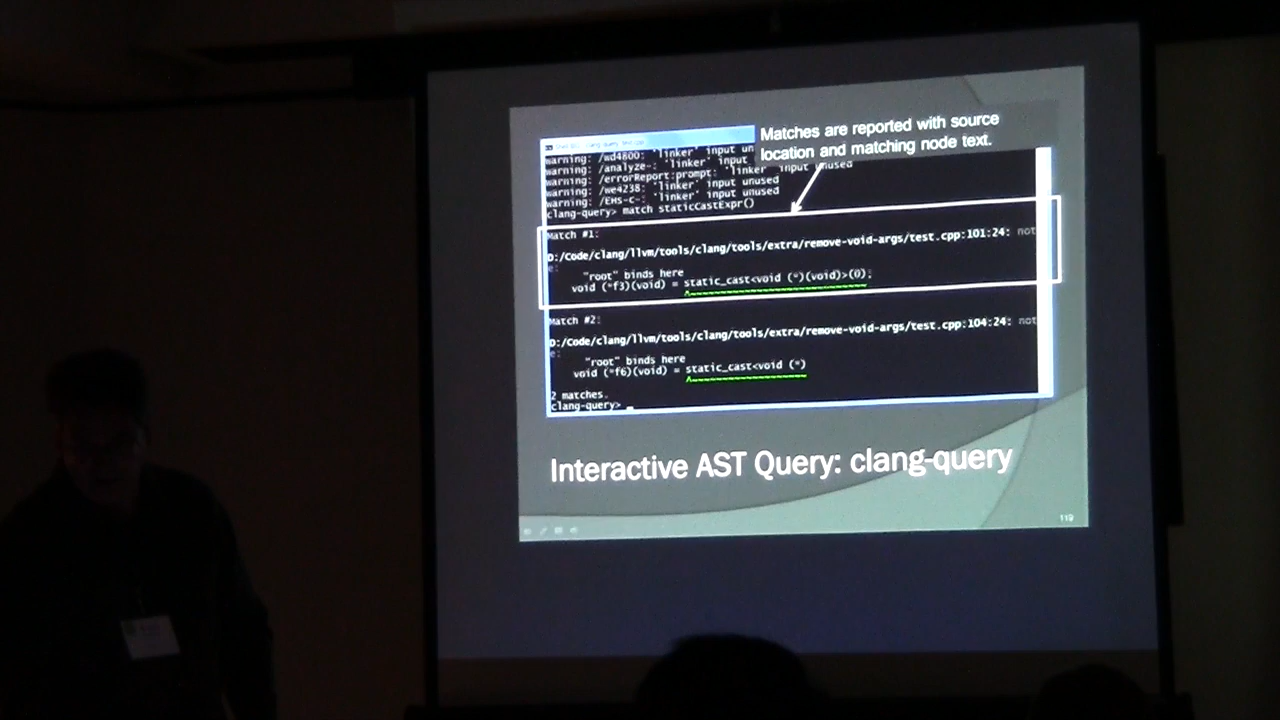 Matches are reported with source
location and matching node text.
warning: /wd4800: 'linker' input un
warning: /analyze-: 'linker' input
warning: /errorReport:prompt: 'linker' input unused
warning: /we4238: 'linker' input unused
warning: /EHs-c-: 'linker' input unused
clang-query> match staticCastExpr()
Match #1:
D:/Code/clang/llvm/tools/clang/tools/extra/remove-void-args/test.cpp:101:24: not
e:
"root" binds here
void (*f3)(void) = static_cast<void (*)(void)>(0);
^~~~~~~~~~~~~~~~~~~~~~~~~~~~~~
Match #2:
D:/Code/clang/llvm/tools/clang/tools/extra/remove-void-args/test.cpp:104:24: not
e:
"root" binds here
void (*f6)(void) = static_cast<void (*)
^~~~~~~~~~~~~~~~~~~~
2 matches.
clang-query> _
Interactive AST Query: clang-query
119